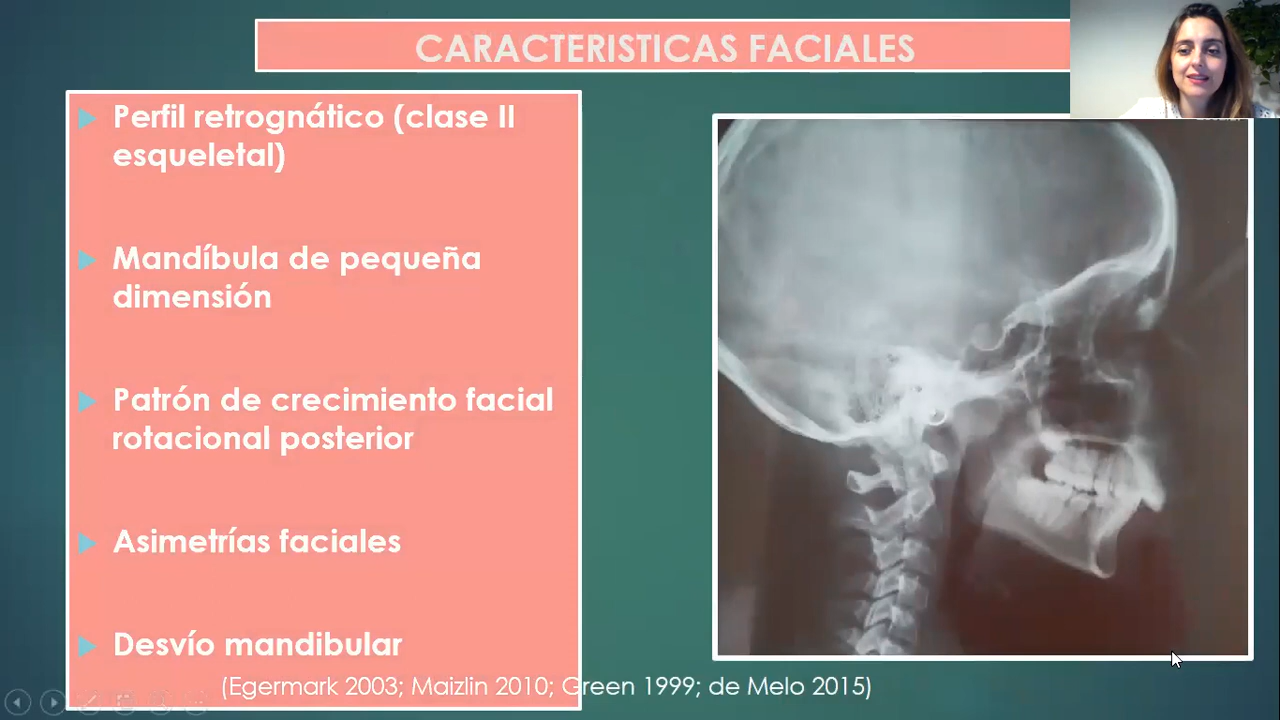 CARACTERISTICAS FACIALES
Perfil retrognático (clase II
esqueletal)
Mandíbula de pequeña
dimensión
Patrón de crecimiento facial
rotacional posterior
Asimetrías faciales
Desvío mandibular
(Egermark 2003; Maizlin 2010; Green 1999; de Melo 2015)